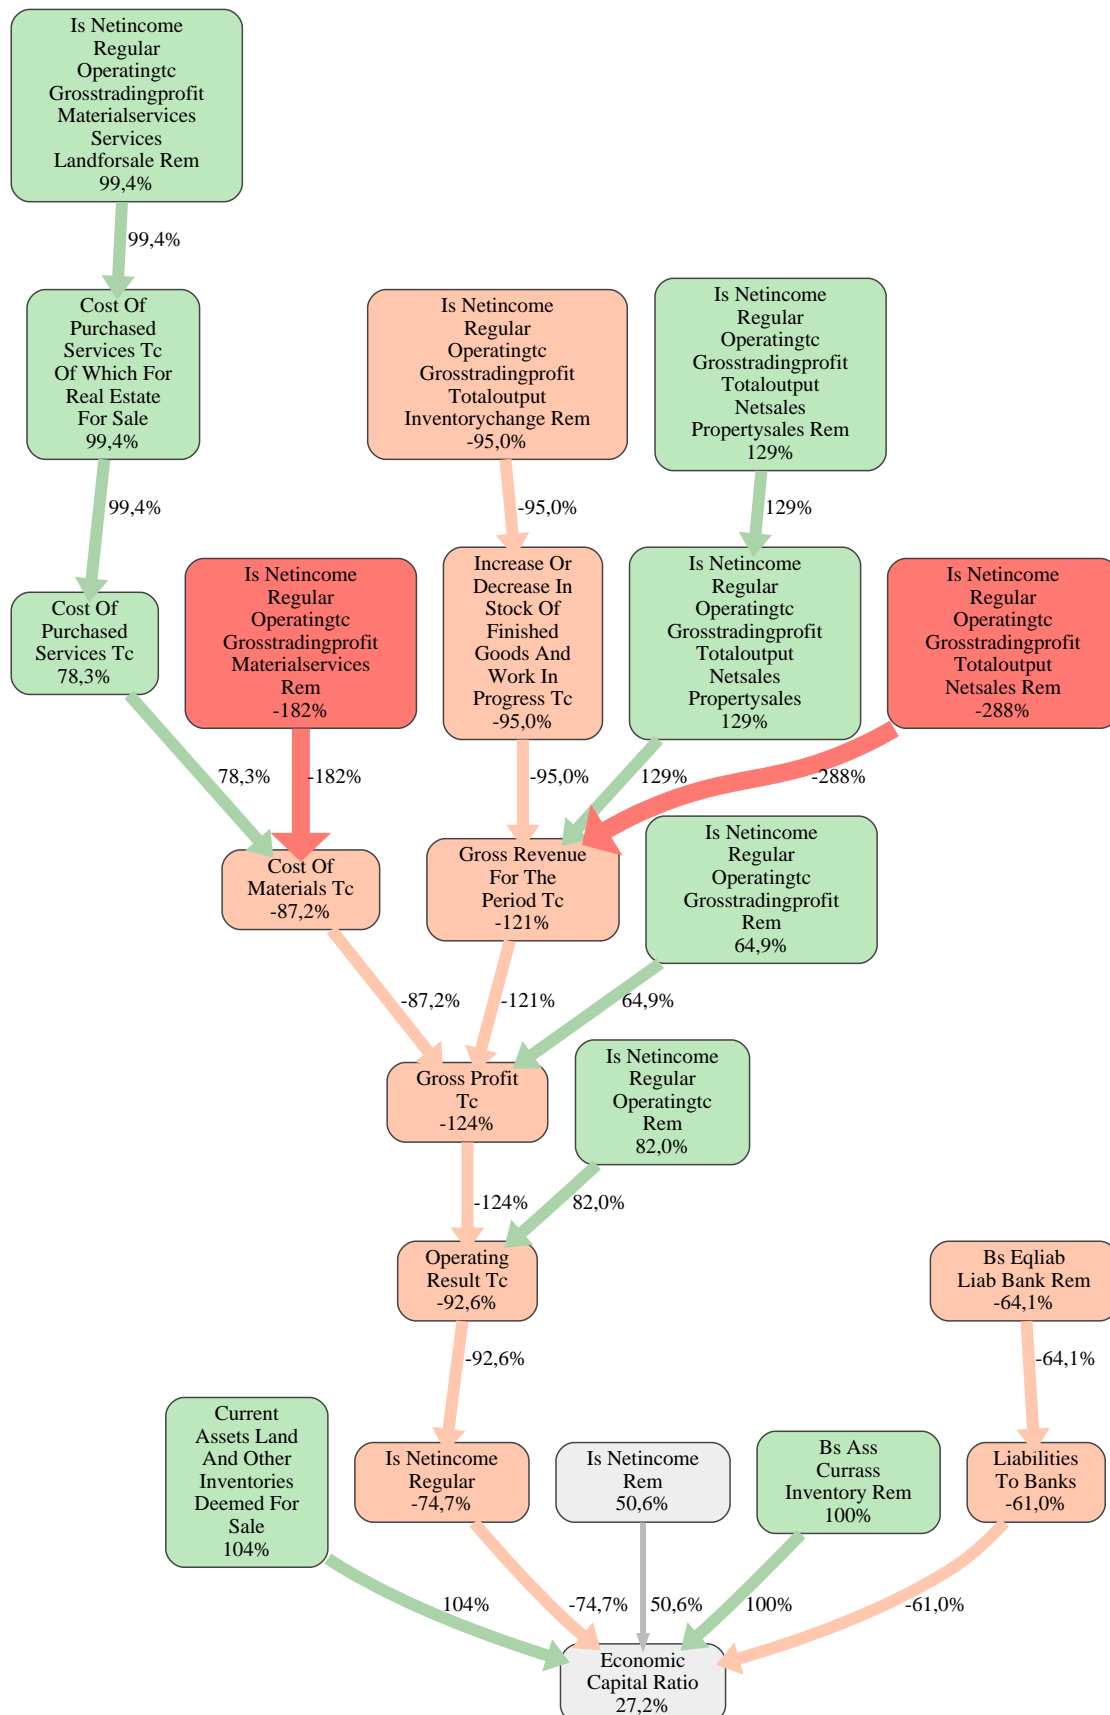 Is Netincome
Regular
Operatingtc
Grosstradingprofit
Materialservices
Services
Landforsale Rem
99,4%
99,4%
Cost Of
Purchased
Services Tc
Of Which For
Real Estate
For Sale
99,4%
Is Netincome
Regular
Operatingtc
Grosstradingprofit
Totaloutput
Inventorychange Rem
-95,0%
Is Netincome
Regular
Operatingtc
Grosstradingprofit
Totaloutput
Netsales
Propertysales Rem
129%
99,4%
-95,0%
129%
Cost Of
Purchased
Services Tc
78,3%
Is Netincome
Regular
Operatingtc
Grosstradingprofit
Materialservices
Rem
-182%
Increase Or
Decrease In
Stock Of
Finished
Goods And
Work In
Progress Tc
-95,0%
Is Netincome
Regular
Operatingtc
Grosstradingprofit
Totaloutput
Netsales
Propertysales
129%
Is Netincome
Regular
Operatingtc
Grosstradingprofit
Totaloutput
Netsales Rem
-288%
78,3%
-182%
-95,0%
129%
-288%
Cost Of
Materials Tc
-87,2%
Gross Revenue
For The
Period Tc
-121%
Is Netincome
Regular
Operatingtc
Grosstradingprofit
Rem
64,9%
-87,2%
-121%
64,9%
Gross Profit
Tc
-124%
Is Netincome
Regular
Operatingtc
Rem
82,0%
-124%
82,0%
Operating
Result Tc
-92,6%
Bs Eqliab
Liab Bank Rem
-64,1%
-92,6%
-64,1%
Current
Assets Land
And Other
Inventories
Deemed For
Sale
104%
Is Netincome
Regular
-74,7%
Is Netincome
Rem
50,6%
Bs Ass
Currass
Inventory Rem
100%
Liabilities
To Banks
-61,0%
104%
-74,7%
50,6%
100%
-61,0%
Economic
Capital Ratio
27,2%